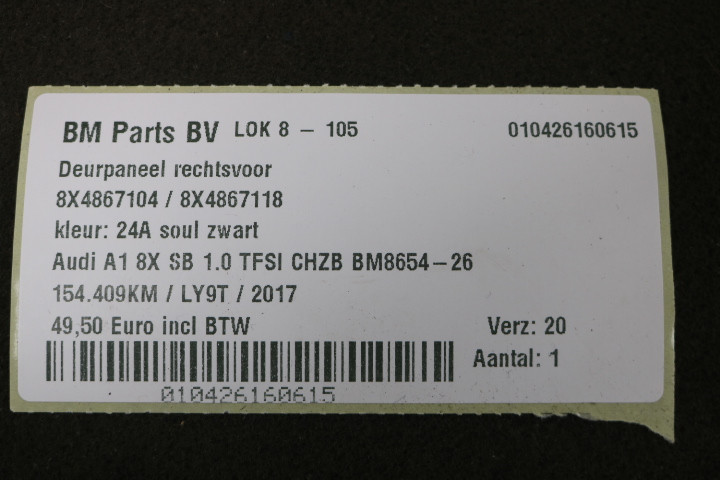 BM Parts BV LOK 8 - 105 010426160615
Deurpaneel rechtsvoor
8X4867104 / 8X4867118
kleur: 24A soul zwart
Audi A1 8X SB 1.0 TFSI CHZB BM8654-26
154.409KM / LY9T / 2017
49,50 Euro incl BTW Verz: 20
Aantal: 1
010426160615